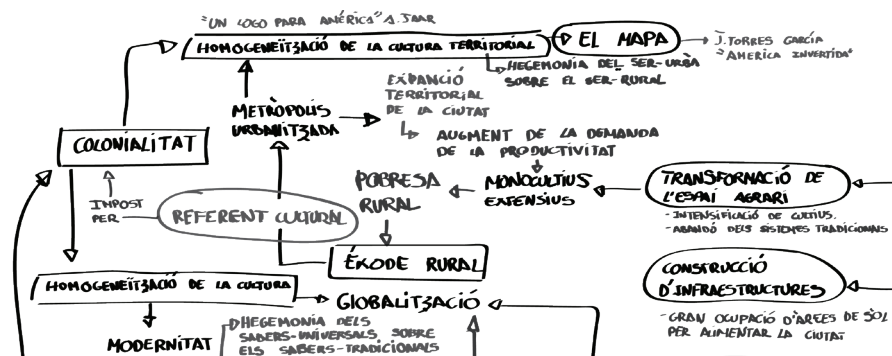 "UN LOGO PARA AMÉRICA" A. JAAR
HOMOGENEÏTZACIÓ DE LA CULTURA TERRITORIAL
EL MAPA
J. TORRES GARCÍA
"AMERICA INVERTIDA"
HEGEMONIA DEL SER-URBÀ
SOBRE EL SER-RURAL
EXPANCIÓ
TERRITORIAL
DE LA CIUTAT
METRÒPOLIS
URBANITZADA
AUGMENT DE LA DEMANDA
DE LA PRODUCTIVITAT
COLONIALITAT
POBRESA
RURAL
MONOCULTIUS
EXTENSIUS
TRANSFORMACIÓ DE
L'ESPAI AGRARI
- INTENSIFICACIÓ DE CULTIUS.
- ABANDÓ DELS SISTEMES TRADICIONALS
IMPOST
PER
REFERENT CULTURAL
ÉXODE RURAL
CONSTRUCCIÓ
D'INFRAESTRUCTURES
- GRAN OCUPACIÓ D'ÀREES DE SÒL
PER ALIMENTAR LA CIUTAT
HOMOGENEÏTZACIÓ DE LA CULTURA
GLOBALITZACIÓ
MODERNITAT
HEGEMONIA DELS
SABERS-UNIVERSALS SOBRE
ELS SABERS-TRADICIONALS